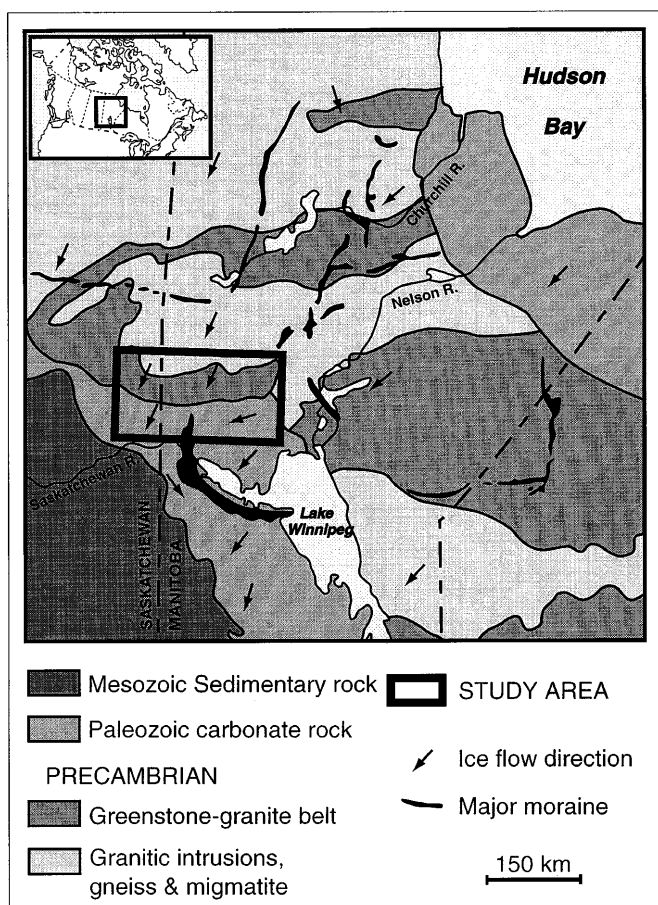 Hudson
Bay
Churchill R.
Nelson R.
Saskatchewan R.
Lake
Winnipeg
SASKATCHEWAN
MANITOBA
Mesozoic Sedimentary rock
Paleozoic carbonate rock
PRECAMBRIAN
Greenstone-granite belt
Granitic intrusions,
gneiss & migmatite
STUDY AREA
Ice flow direction
Major moraine
150 km